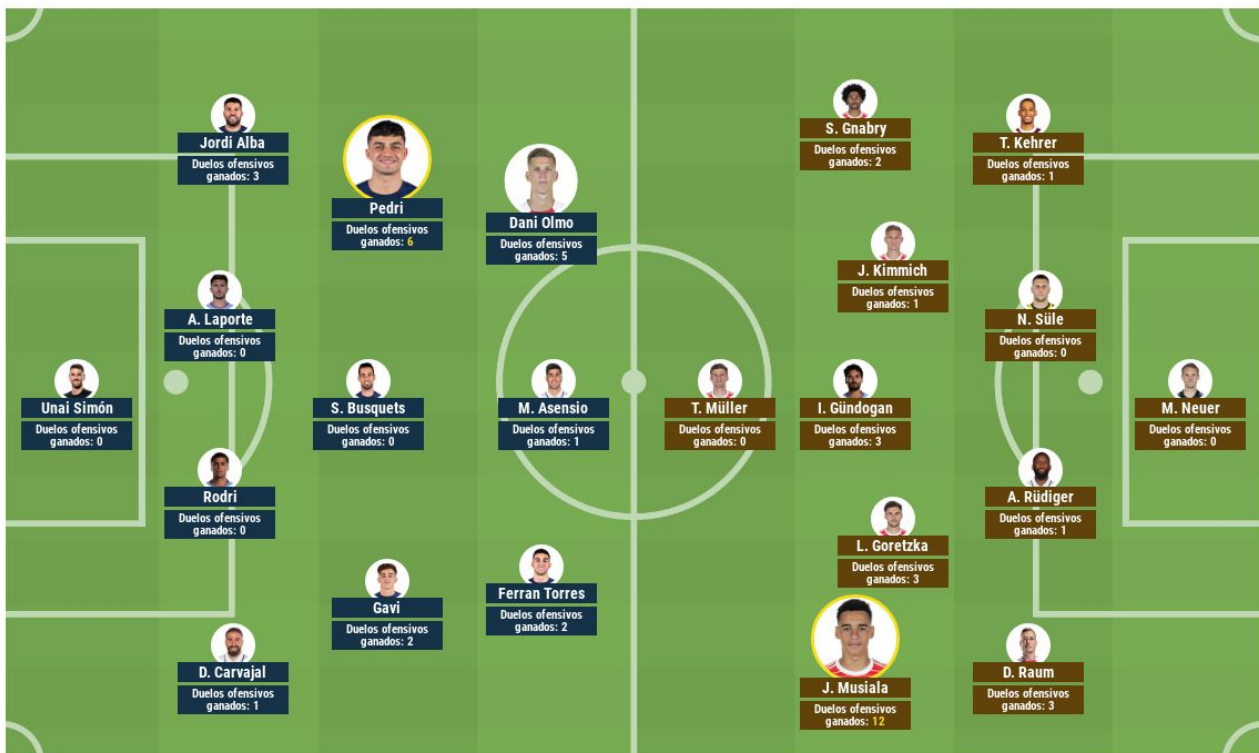 Jordi Alba
Duelos ofensivos
ganados: 3
Pedri
Duelos ofensivos
ganados: 6
Dani Olmo
Duelos ofensivos
ganados: 5
A. Laporte
Duelos ofensivos
ganados: 0
Unai Simón
Duelos ofensivos
ganados: 0
S. Busquets
Duelos ofensivos
ganados: 0
M. Asensio
Duelos ofensivos
ganados: 1
Rodri
Duelos ofensivos
ganados: 0
Gavi
Duelos ofensivos
ganados: 2
Ferran Torres
Duelos ofensivos
ganados: 2
D. Carvajal
Duelos ofensivos
ganados: 1
S. Gnabry
Duelos ofensivos
ganados: 2
T. Kehrer
Duelos ofensivos
ganados: 1
J. Kimmich
Duelos ofensivos
ganados: 1
N. Süle
Duelos ofensivos
ganados: 0
T. Müller
Duelos ofensivos
ganados: 0
I. Gündogan
Duelos ofensivos
ganados: 3
M. Neuer
Duelos ofensivos
ganados: 0
A. Rüdiger
Duelos ofensivos
ganados: 1
L. Goretzka
Duelos ofensivos
ganados: 3
J. Musiala
Duelos ofensivos
ganados: 12
D. Raum
Duelos ofensivos
ganados: 3